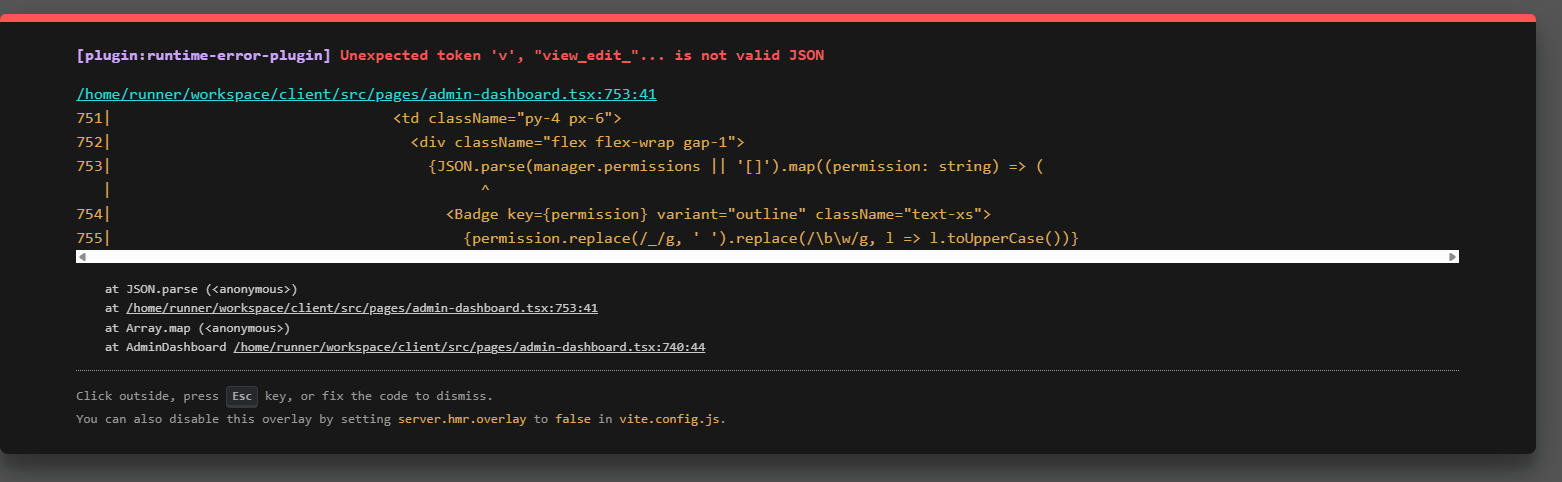 [plugin:runtime-error-plugin] Unexpected token 'v', "view_edit_"... is not valid JSON
/home/runner/workspace/client/src/pages/admin-dashboard.tsx:753:41
751|                                <td className="py-4 px-6">
752|                                  <div className="flex flex-wrap gap-1">
753|                                    {JSON.parse(manager.permissions || '[]').map((permission: string) => (
   |                                          ^
754|                                      <Badge key={permission} variant="outline" className="text-xs">
755|                                        {permission.replace(/_/g, ' ').replace(/\b\w/g, l => l.toUpperCase())}
at JSON.parse (<anonymous>)
at /home/runner/workspace/client/src/pages/admin-dashboard.tsx:753:41
at Array.map (<anonymous>)
at AdminDashboard /home/runner/workspace/client/src/pages/admin-dashboard.tsx:740:44
Click outside, press Esc key, or fix the code to dismiss.
You can also disable this overlay by setting server.hmr.overlay to false in vite.config.js.